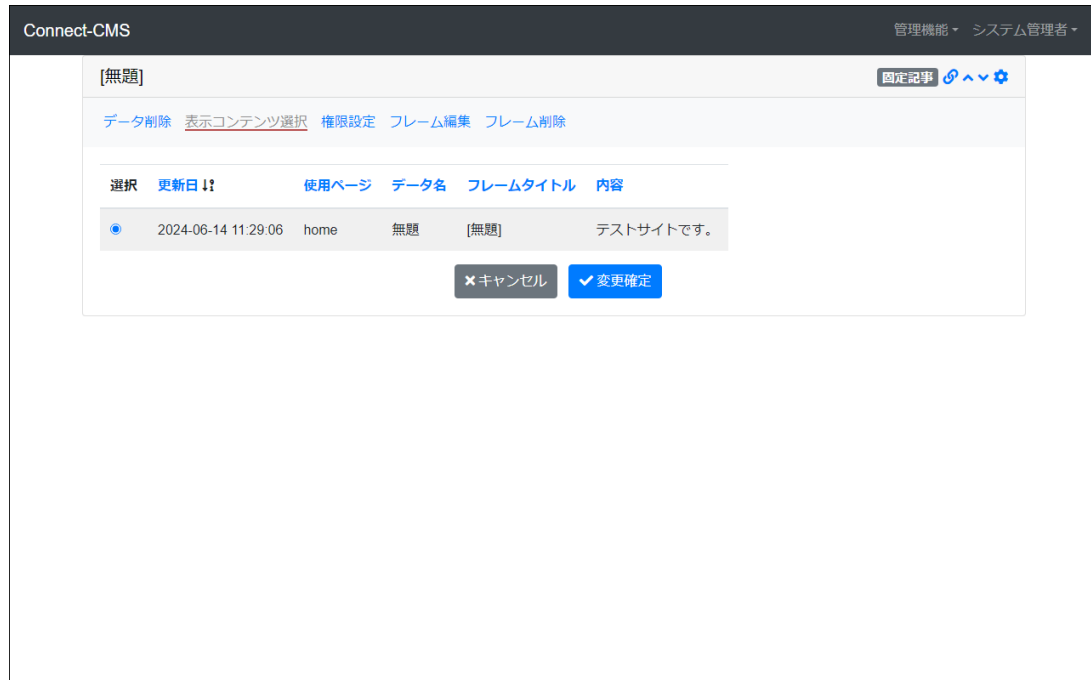 Connect-CMS 管理機能 システム管理者
[無題] 固定記事
データ削除 表示コンテンツ選択 権限設定 フレーム編集 フレーム削除
選択 更新日 使用ページ データ名 フレームタイトル 内容
2024-06-14 11:29:06 home 無題 [無題] テストサイトです。
キャンセル 変更確定